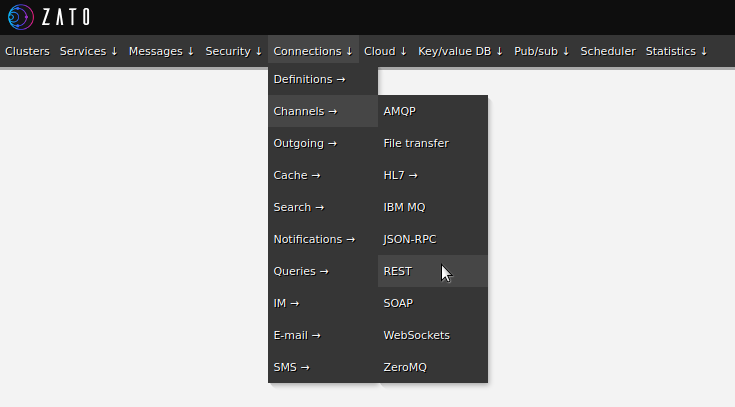 ZATO
Clusters Services ↓ Messages ↓ Security ↓ Connections ↓ Cloud ↓ Key/value DB ↓ Pub/sub ↓ Scheduler Statistics ↓
Definitions →
Channels →
Outgoing →
Cache →
Search →
Notifications →
Queries →
IM →
E-mail →
SMS →
AMQP
File transfer
HL7 →
IBM MQ
JSON-RPC
REST
SOAP
WebSockets
ZeroMQ